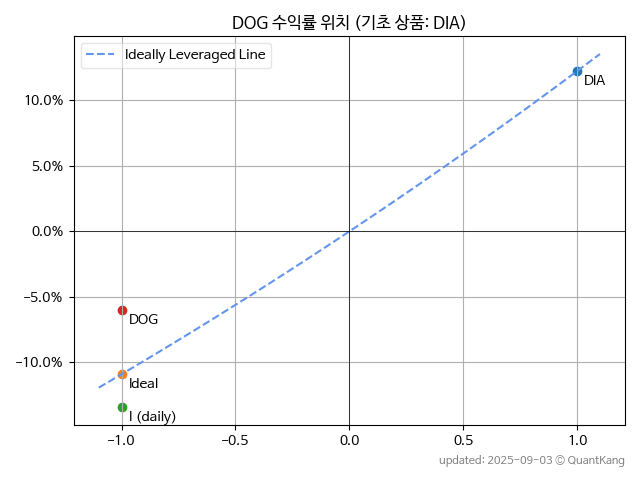 DOG 수익률 위치 (기초 상품: DIA)
Ideally Leveraged Line
DIA
10.0%
5.0%
0.0%
−5.0%
DOG
−10.0%
Ideal
I (daily)
−1.0 −0.5 0.0 0.5 1.0
updated: 2025-09-03 © QuantKang